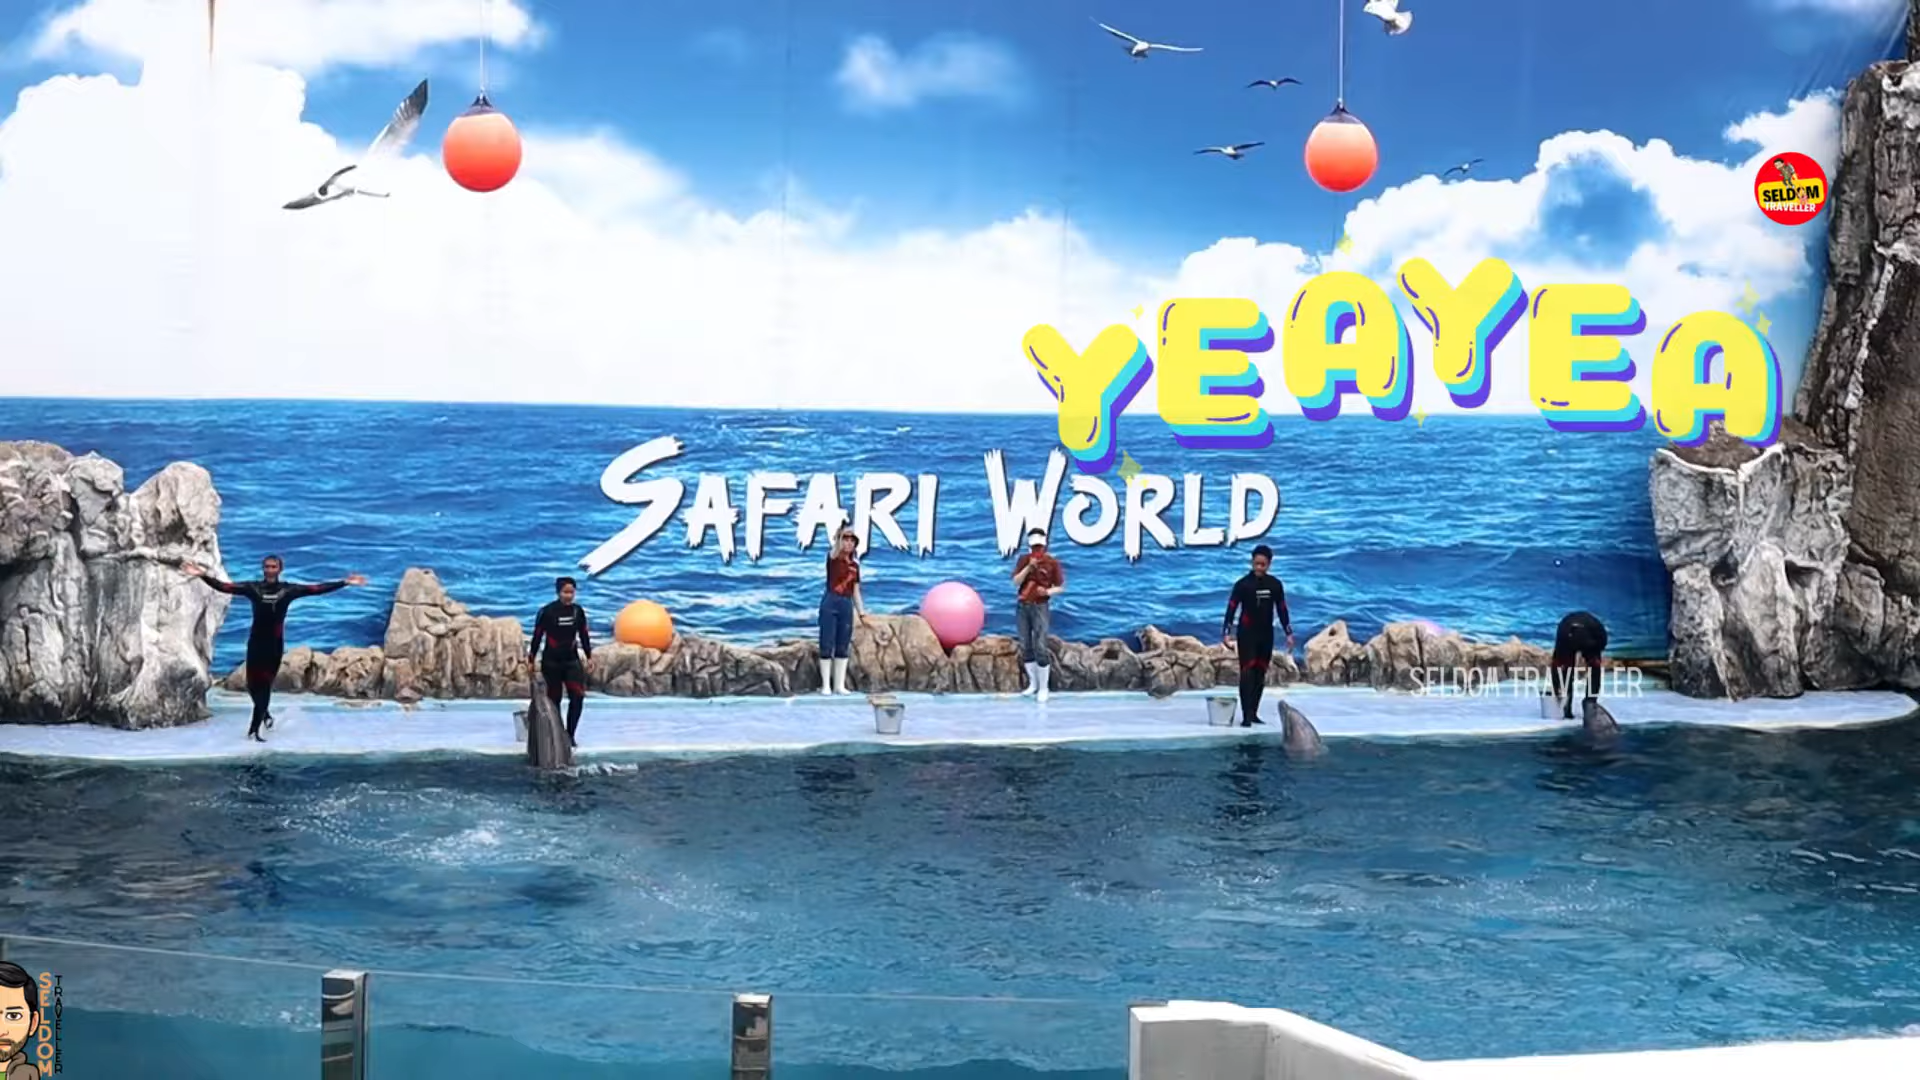 SELDOM
TRAVELLER
YEAYEA
SAFARI WORLD
SELDOM TRAVELLER
SELDOM
TRAVELLER